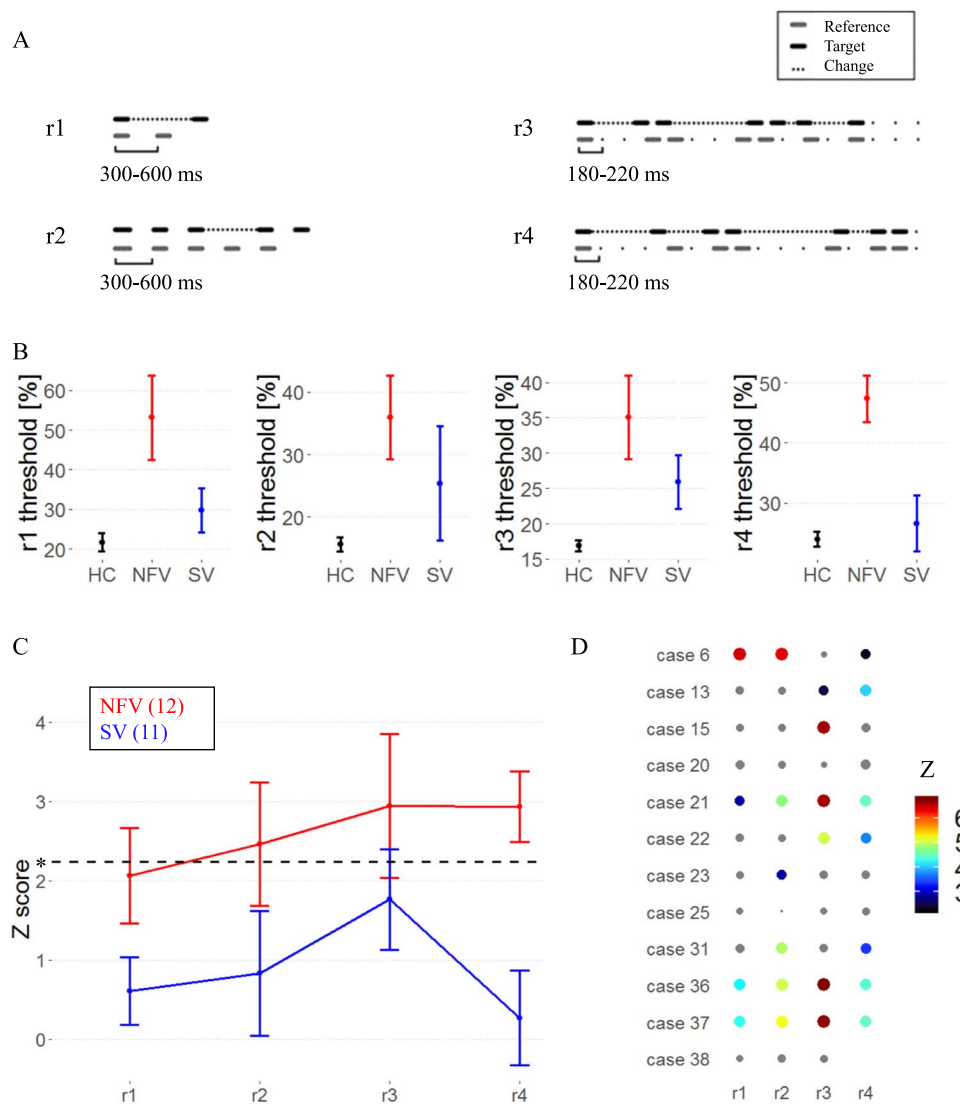 A
Reference
Target
Change
r1
300-600 ms
r3
180-220 ms
r2
300-600 ms
r4
180-220 ms
B
r1 threshold [%]
60
50
40
30
20
HC NFV SV
r2 threshold [%]
40
30
20
HC NFV SV
r3 threshold [%]
40
35
30
25
20
15
HC NFV SV
r4 threshold [%]
50
40
30
HC NFV SV
C
NFV (12)
SV (11)
Z score
4
3
*
2
1
0
r1 r2 r3 r4
D
case 6
case 13
case 15
case 20
case 21
case 22
case 23
case 25
case 31
case 36
case 37
case 38
r1 r2 r3 r4
Z
6
5
4
3